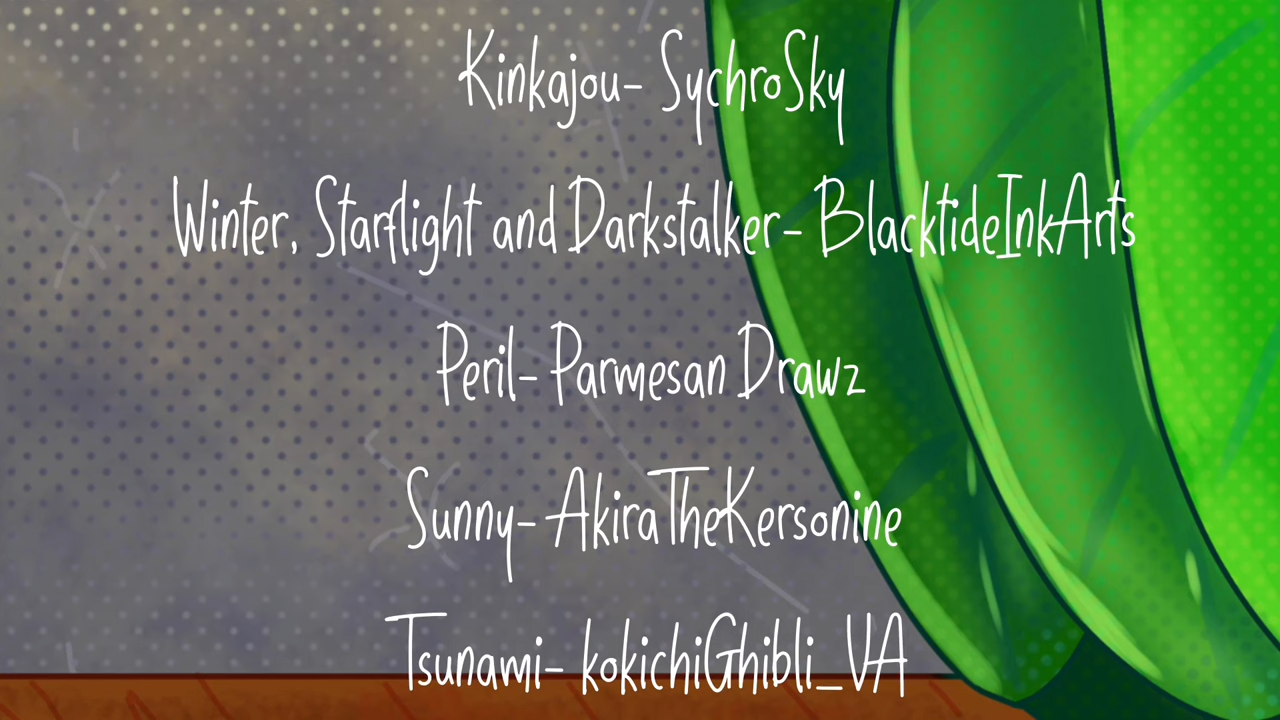 Kinkajou- SychroSky
Winter, Starflight and Darkstalker- BlacktideInkArts
Peril- Parmesan Drawz
Sunny- AkiraTheKersonine
Tsunami- kokichiGhibli_VA